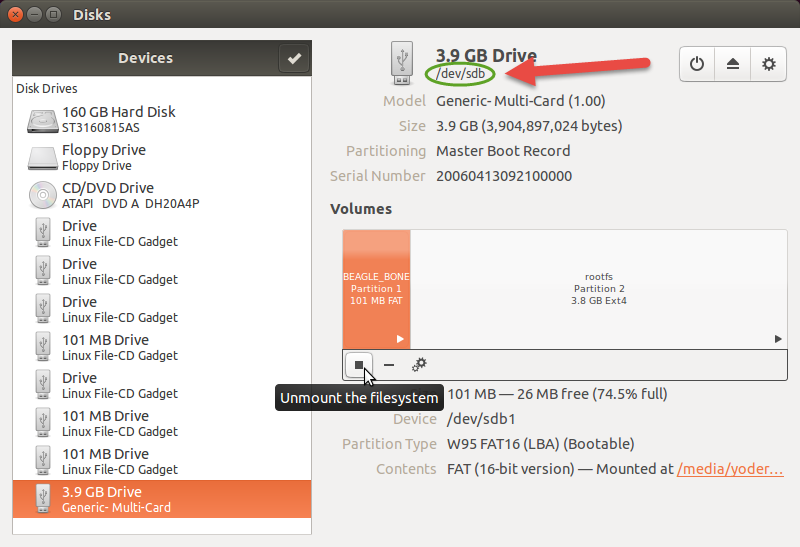 Disks
Devices
Disk Drives
160 GB Hard Disk
ST3160815AS
Floppy Drive
Floppy Drive
CD/DVD Drive
ATAPI DVD A DH20A4P
Drive
Linux File-CD Gadget
Drive
Linux File-CD Gadget
Drive
Linux File-CD Gadget
101 MB Drive
Linux File-CD Gadget
Drive
Linux File-CD Gadget
101 MB Drive
Linux File-CD Gadget
101 MB Drive
Linux File-CD Gadget
3.9 GB Drive
Generic- Multi-Card
3.9 GB Drive
/dev/sdb
Model Generic- Multi-Card (1.00)
Size 3.9 GB (3,904,897,024 bytes)
Partitioning Master Boot Record
Serial Number 20060413092100000
Volumes
BEAGLE_BONE
Partition 1
101 MB FAT
rootfs
Partition 2
3.8 GB Ext4
Unmount the filesystem
101 MB — 26 MB free (74.5% full)
Device /dev/sdb1
Partition Type W95 FAT16 (LBA) (Bootable)
Contents FAT (16-bit version) — Mounted at /media/yoder…